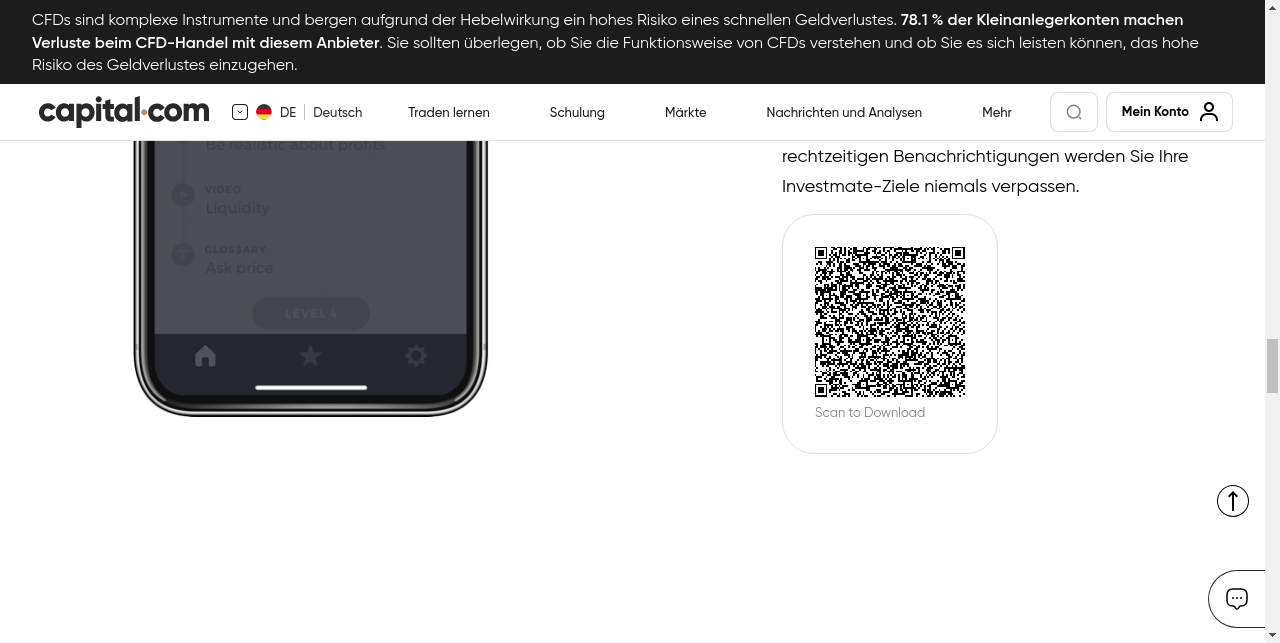 CFDs sind komplexe Instrumente und bergen aufgrund der Hebelwirkung ein hohes Risiko eines schnellen Geldverlustes. 78.1 % der Kleinanlegerkonten machen
Verluste beim CFD-Handel mit diesem Anbieter. Sie sollten überlegen, ob Sie die Funktionsweise von CFDs verstehen und ob Sie es sich leisten können, das hohe
Risiko des Geldverlustes einzugehen.
capital.com DE Deutsch Traden lernen Schulung Märkte Nachrichten und Analysen Mehr Mein Konto
Be realistic about profits
VIDEO
Liquidity
GLOSSARY
Ask price
LEVEL 4
rechtzeitigen Benachrichtigungen werden Sie Ihre
Investmate-Ziele niemals verpassen.
Scan to Download